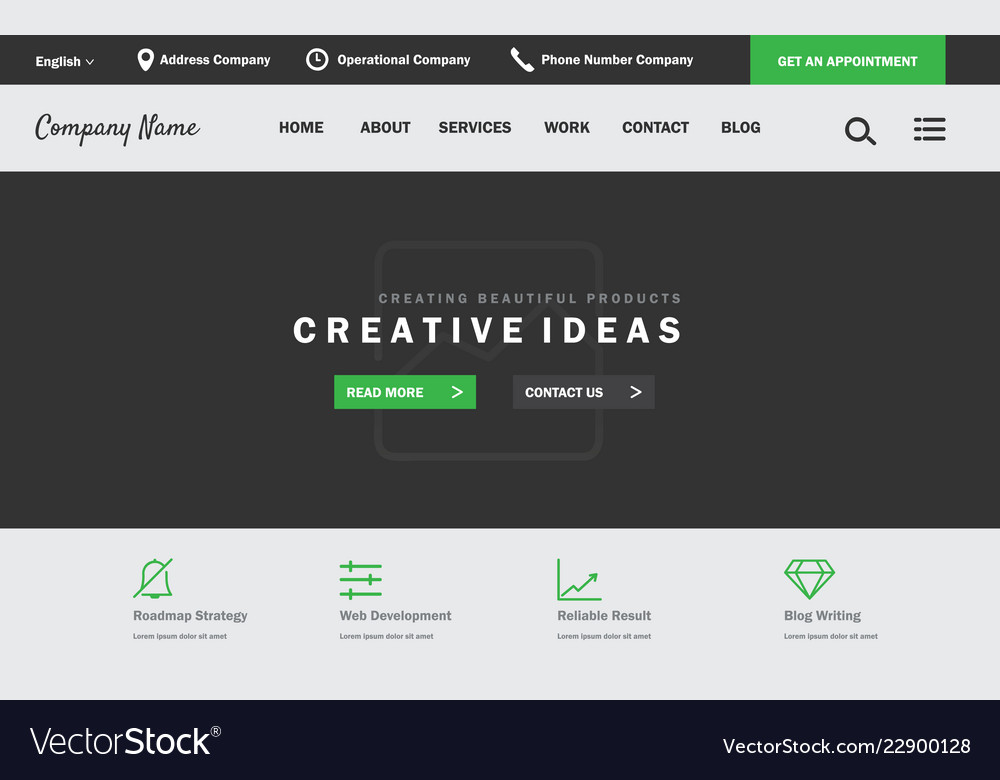 English Address Company Operational Company Phone Number Company GET AN APPOINTMENT
Company Name HOME ABOUT SERVICES WORK CONTACT BLOG
CREATING BEAUTIFUL PRODUCTS
CREATIVE IDEAS
READ MORE > CONTACT US >
Roadmap Strategy Web Development Reliable Result Blog Writing
Lorem ipsum dolor sit amet Lorem ipsum dolor sit amet Lorem ipsum dolor sit amet Lorem ipsum dolor sit amet
VectorStock® VectorStock.com/22900128